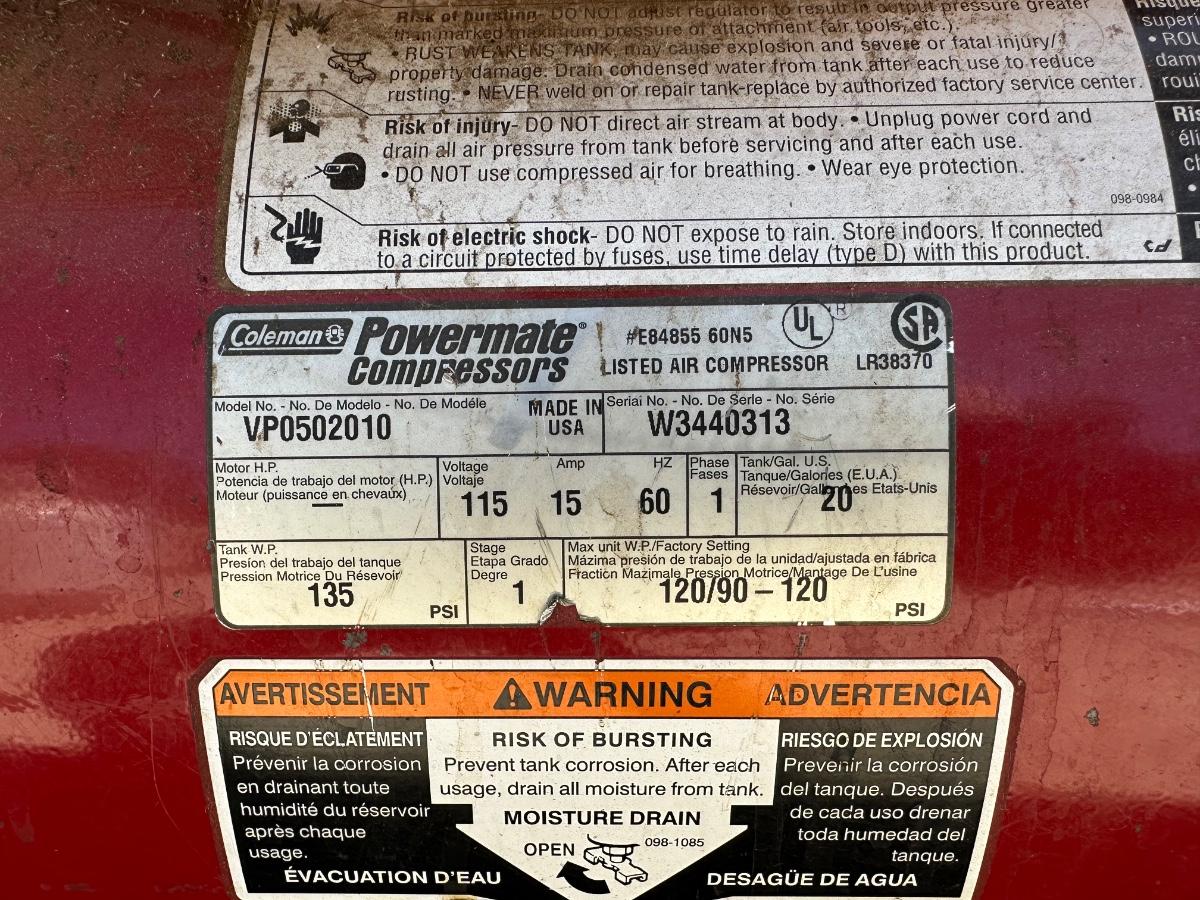 Risk of bursting- DO NOT adjust regulator to result in output pressure greater
than marked maximum pressure of attachment (air tools, etc.).
• RUST WEAKENS TANK, may cause explosion and severe or fatal injury/
property damage. Drain condensed water from tank after each use to reduce
rusting. • NEVER weld on or repair tank-replace by authorized factory service center.
Risk of injury- DO NOT direct air stream at body. • Unplug power cord and
drain all air pressure from tank before servicing and after each use.
• DO NOT use compressed air for breathing. • Wear eye protection.
098-0984
Risk of electric shock- DO NOT expose to rain. Store indoors. If connected
to a circuit protected by fuses, use time delay (type D) with this product.
Coleman Powermate®
Compressors
#E84855 60N5
UL ®
SA
LISTED AIR COMPRESSOR LR38370
Model No. - No. De Modelo - No. De Modéle
VP0502010
MADE IN
USA
Serial No. - No. De Serie - No. Série
W3440313
Motor H.P.
Potencia de trabajo del motor (H.P.)
Moteur (puissance en chevaux)
—
Voltage Amp HZ
Voltaje
115 15 60
Phase
Fases
1
Tank/Gal. U.S.
Tanque/Galories (E.U.A.)
Résevoir/Gallo Les Etats-Unis
20
Tank W.P.
Presíon del trabajo del tanque
Pression Motrice Du Résevoir
135 PSI
Stage
Etapa Grado
Degre
1
Max unit W.P./Factory Setting
Mázima presión de trabajo de la unidad/ajustada en fábrica
Fraction Mazimale Pression Motrice/Mantage De L'usine
120/90 – 120 PSI
AVERTISSEMENT WARNING ADVERTENCIA
RISQUE D'ÉCLATEMENT
Prévenir la corrosion
en drainant toute
humidité du réservoir
après chaque
usage.
ÉVACUATION D'EAU
RISK OF BURSTING
Prevent tank corrosion. After each
usage, drain all moisture from tank.
MOISTURE DRAIN
OPEN
098-1085
RIESGO DE EXPLOSIÓN
Prevenir la corrosión
del tanque. Después
de cada uso drenar
toda humedad del
tanque.
DESAGÜE DE AGUA